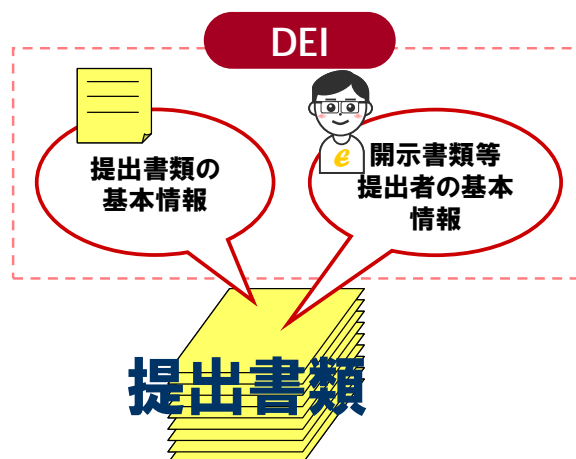 DEI
提出書類の
基本情報
e
開示書類等
提出者の基本
情報
提出書類